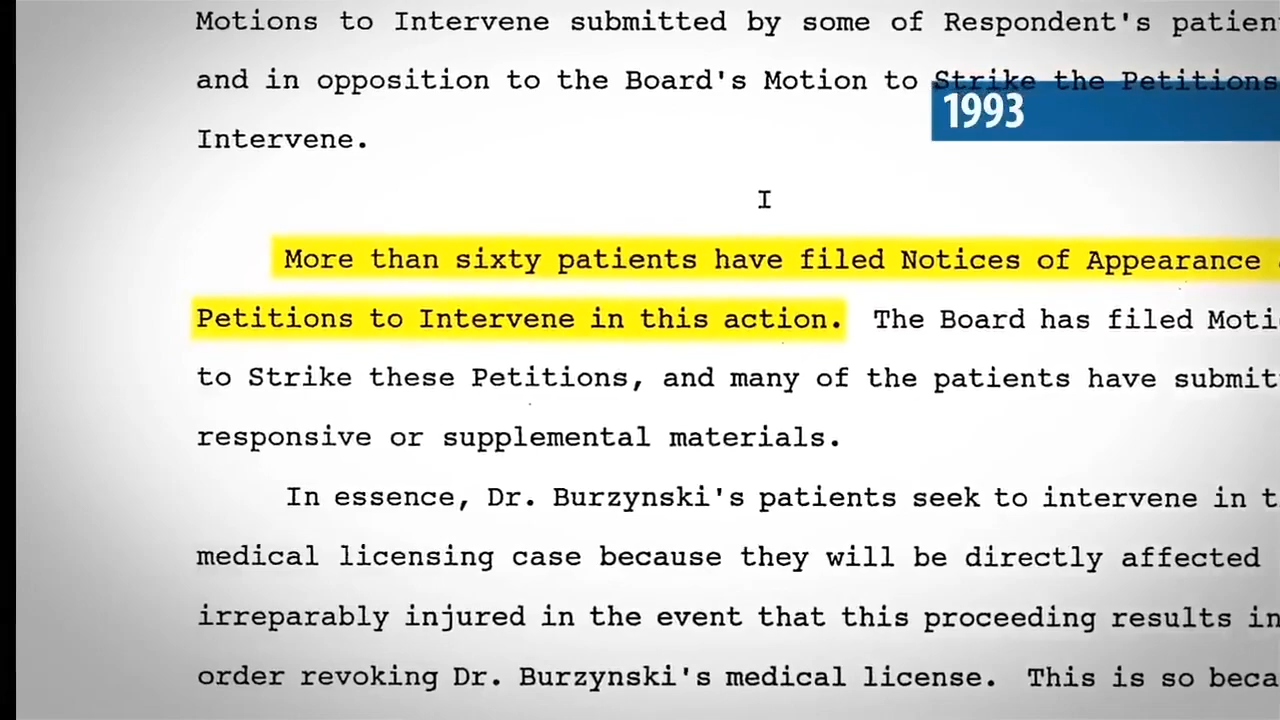 Motions to Intervene submitted by some of Respondent's
and in opposition to the Board's Motion to Strike the Petitions
1993
Intervene.
I
More than sixty patients have filed Notices of Appearance
Petitions to Intervene in this action. The Board has filed
to Strike these Petitions, and many of the patients have
responsive or supplemental materials.
In essence, Dr. Burzynski's patients seek to intervene in
medical licensing case because they will be directly affected
irreparably injured in the event that this proceeding results in
order revoking Dr. Burzynski's medical license. This is so